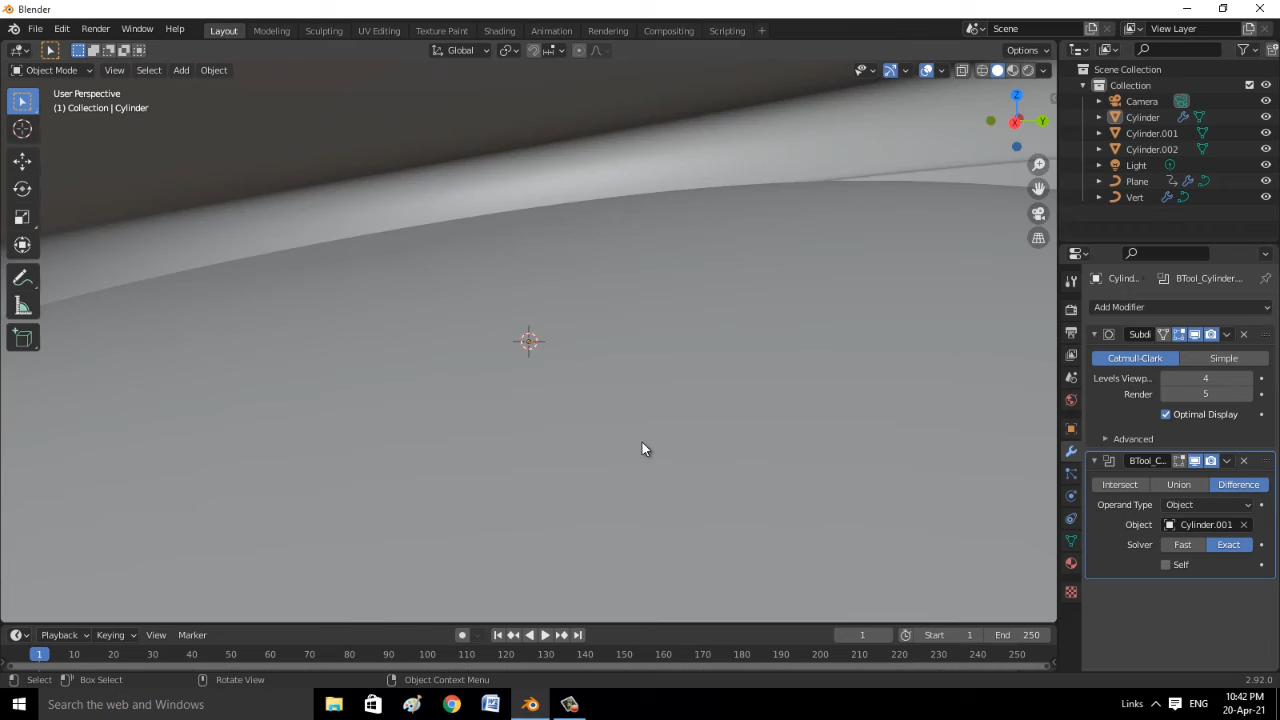 Blender
File Edit Render Window Help Layout Modeling Sculpting UV Editing Texture Paint Shading Animation Rendering Compositing Scripting + Scene View Layer
Global Options
Object Mode View Select Add Object
User Perspective
(1) Collection | Cylinder
Z
X Y
Scene Collection
Collection
Camera
Cylinder
Cylinder.001
Cylinder.002
Light
Plane
Vert
Cylind.. BTool_Cylinder....
Add Modifier
Subdi
Catmull-Clark Simple
Levels Viewp... 4
Render 5
Optimal Display
Advanced
BTool_C...
Intersect Union Difference
Operand Type Object
Object Cylinder.001
Solver Fast Exact
Self
Playback Keying View Marker 1 Start 1 End 250
1 10 20 30 40 50 60 70 80 90 100 110 120 130 140 150 160 170 180 190 200 210 220 230 240 250
Select Box Select Rotate View Object Context Menu 2.92.0
Search the web and Windows Links ENG 10:42 PM
20-Apr-21